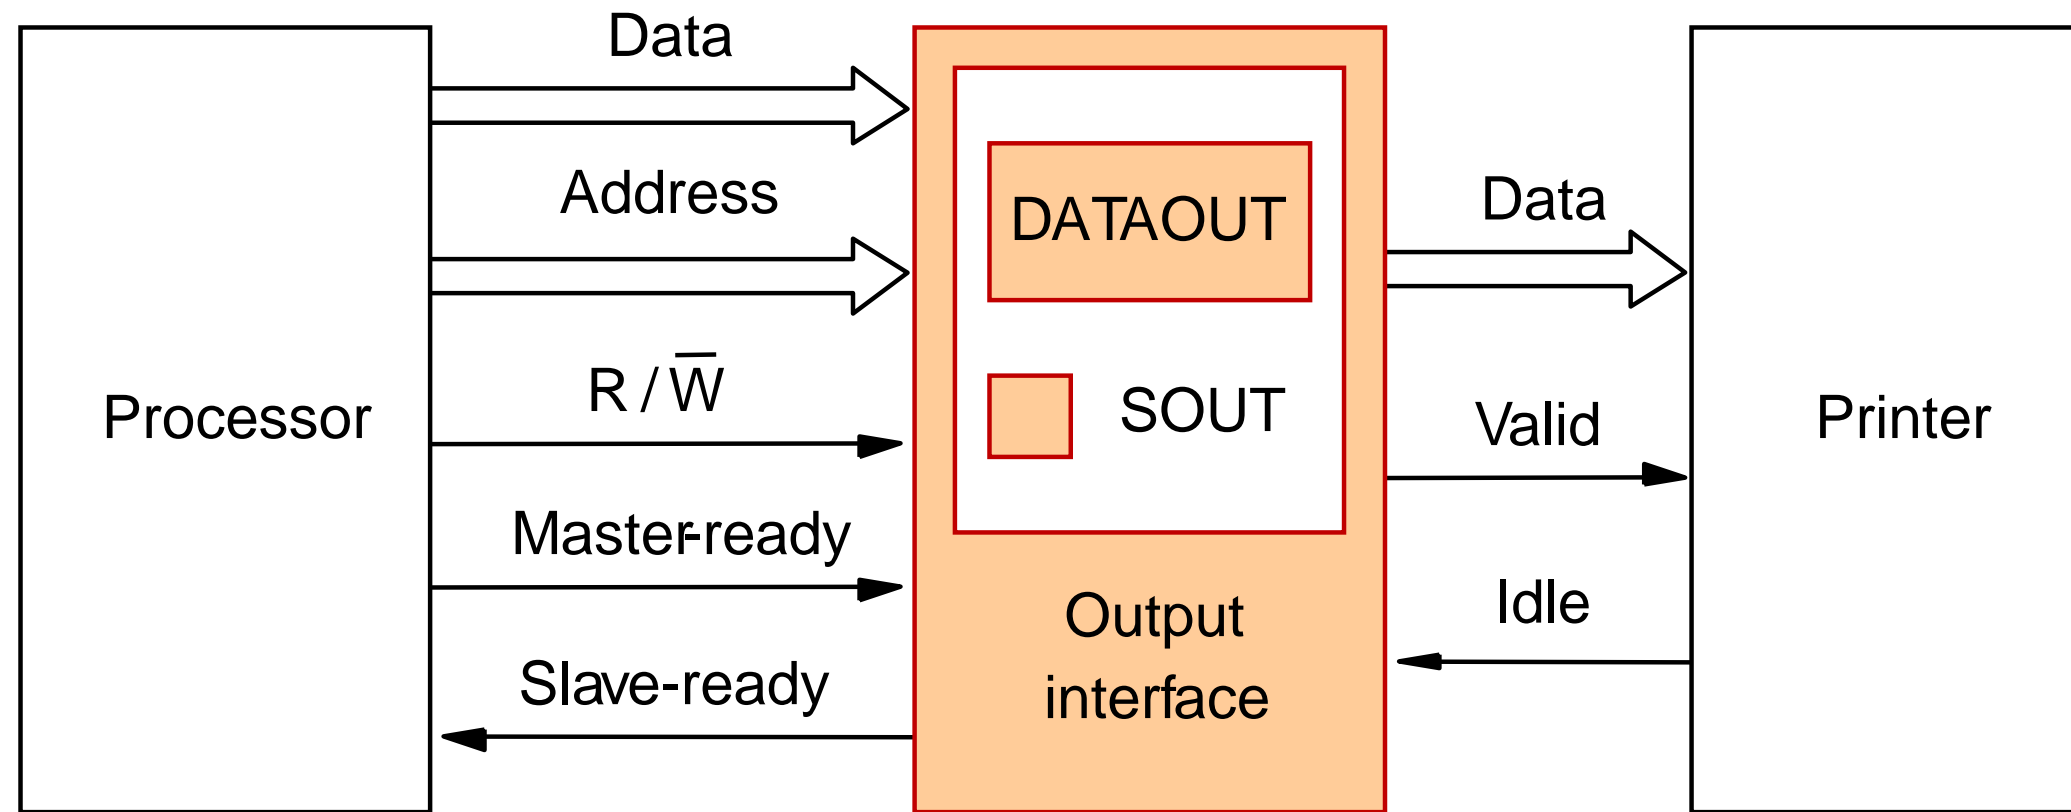 Data
Address
R / W̅
Master-ready
Slave-ready
Processor
DATAOUT
SOUT
Output
interface
Data
Valid
Idle
Printer